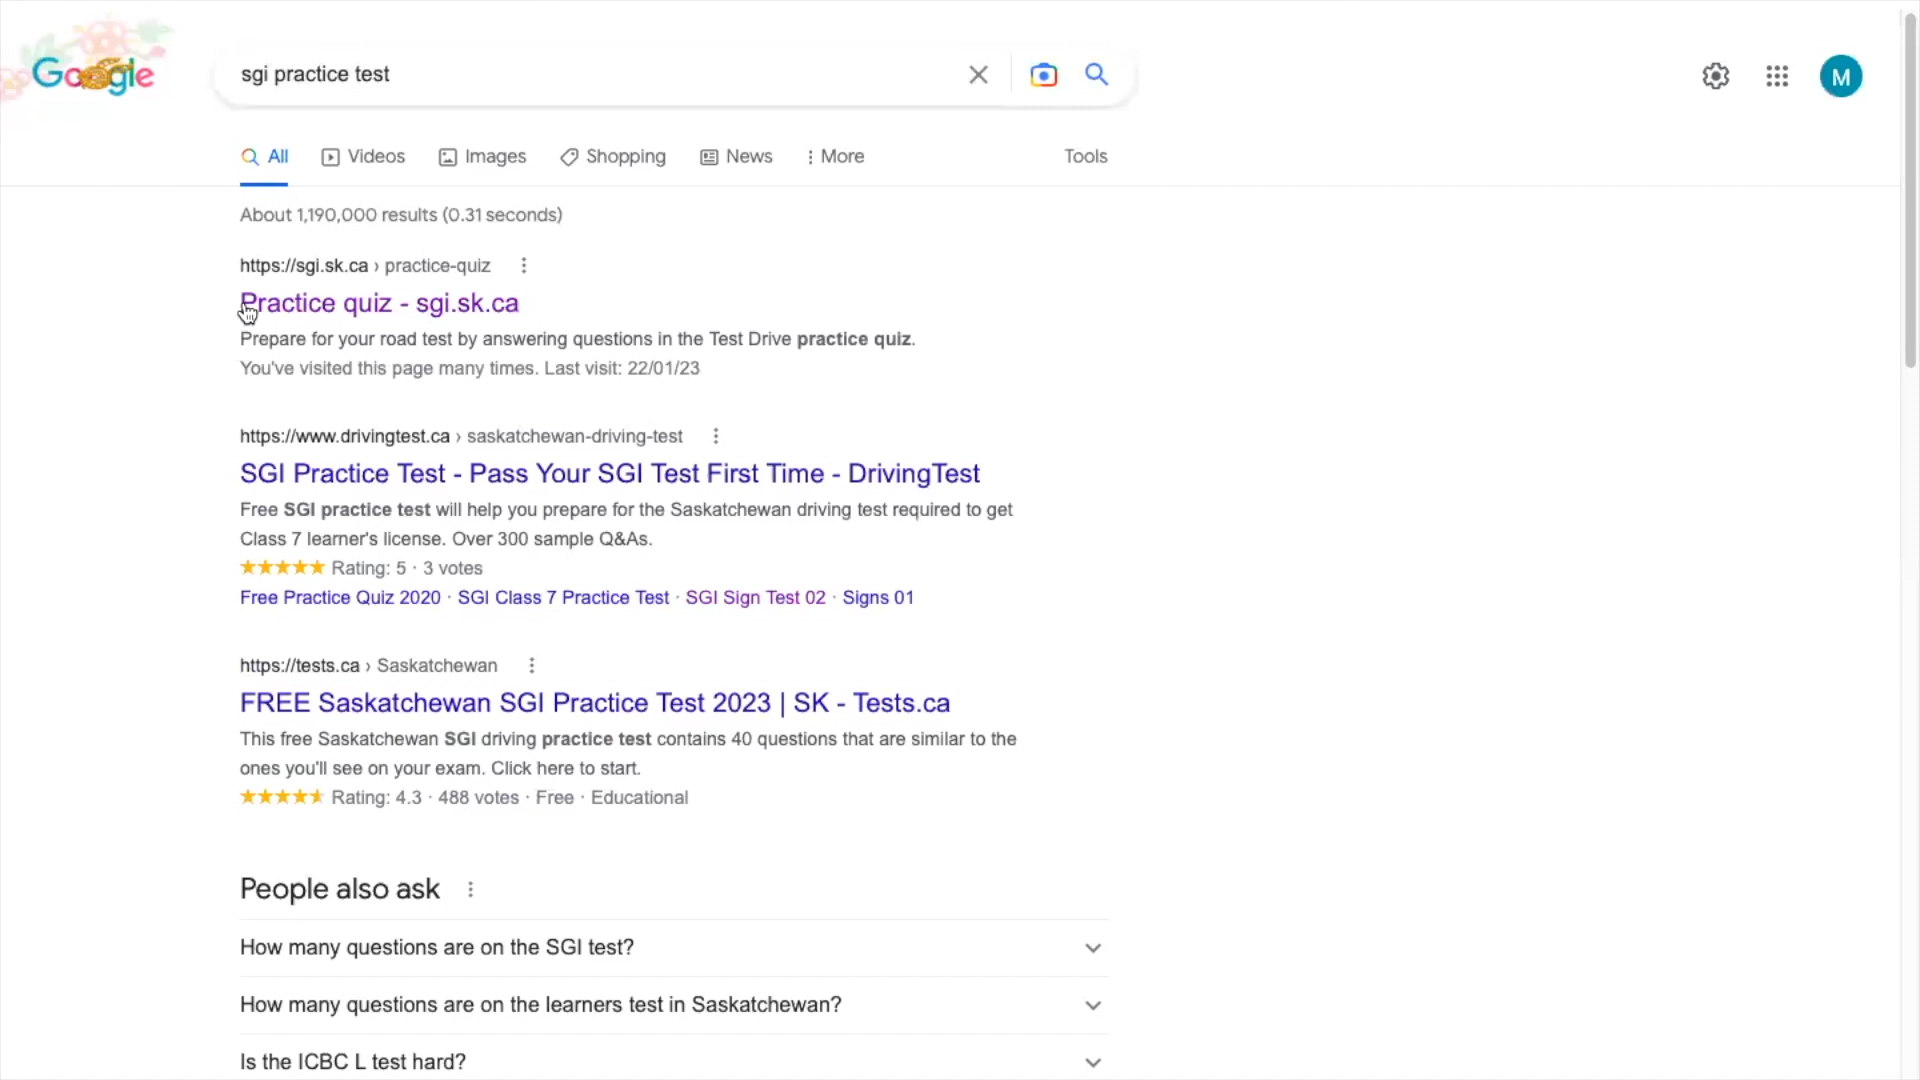 Google
sgi practice test
M
All
Videos
Images
Shopping
News
More
Tools
About 1,190,000 results (0.31 seconds)
https://sgi.sk.ca › practice-quiz
Practice quiz - sgi.sk.ca
Prepare for your road test by answering questions in the Test Drive practice quiz.
You've visited this page many times. Last visit: 22/01/23
https://www.drivingtest.ca › saskatchewan-driving-test
SGI Practice Test - Pass Your SGI Test First Time - DrivingTest
Free SGI practice test will help you prepare for the Saskatchewan driving test required to get
Class 7 learner's license. Over 300 sample Q&As.
Rating: 5 · 3 votes
Free Practice Quiz 2020 · SGI Class 7 Practice Test · SGI Sign Test 02 · Signs 01
https://tests.ca › Saskatchewan
FREE Saskatchewan SGI Practice Test 2023 | SK - Tests.ca
This free Saskatchewan SGI driving practice test contains 40 questions that are similar to the
ones you'll see on your exam. Click here to start.
Rating: 4.3 · 488 votes · Free · Educational
People also ask
How many questions are on the SGI test?
How many questions are on the learners test in Saskatchewan?
Is the ICBC L test hard?